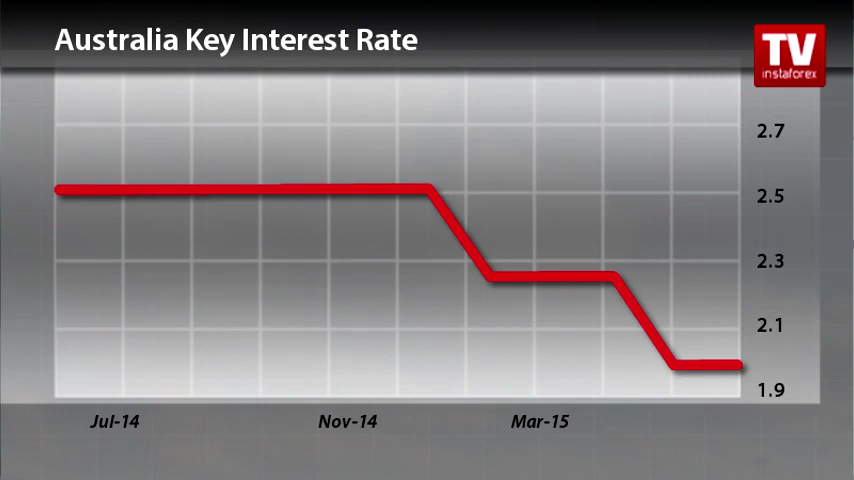 Australia Key Interest Rate
TV
instaforex
2.7
2.5
2.3
2.1
1.9
Jul-14
Nov-14
Mar-15